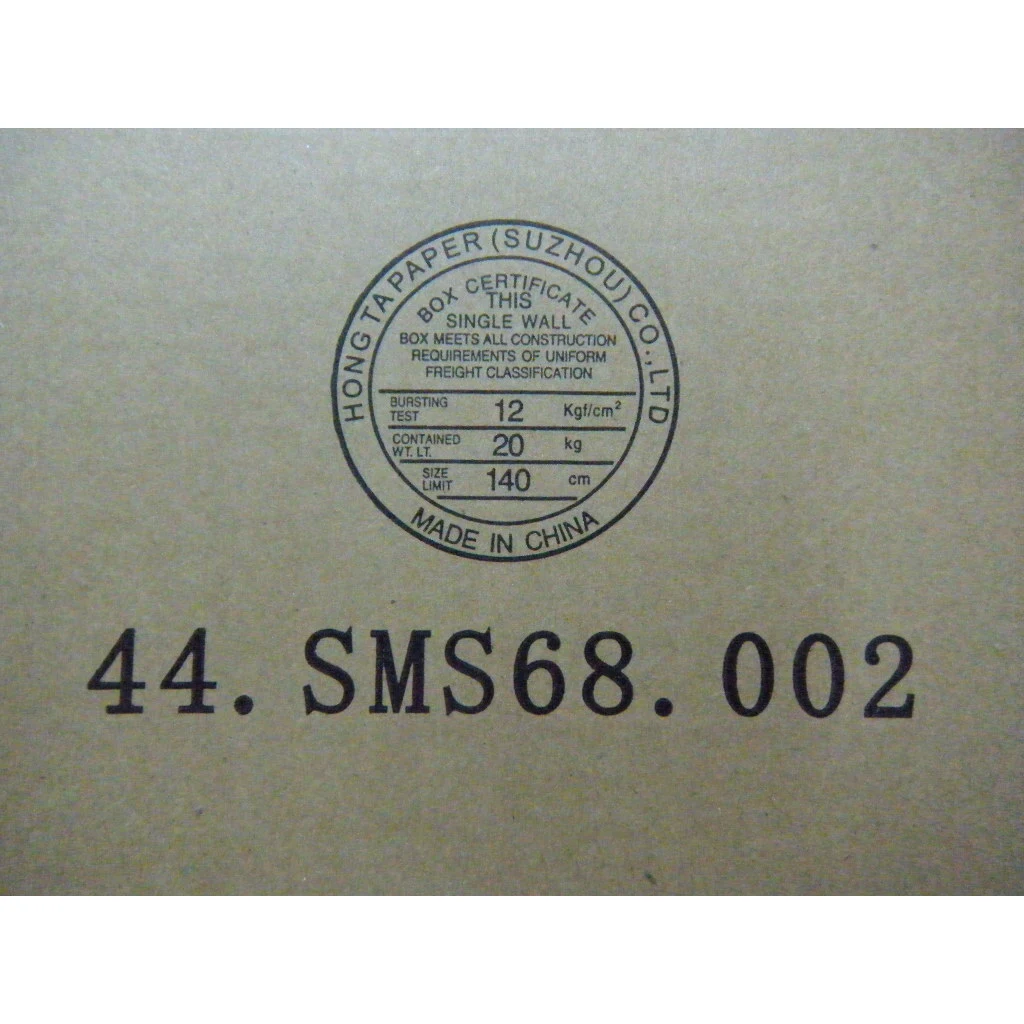 HONG TA PAPER (SUZHOU) CO., LTD
BOX CERTIFICATE
THIS
SINGLE WALL
BOX MEETS ALL CONSTRUCTION
REQUIREMENTS OF UNIFORM
FREIGHT CLASSIFICATION
BURSTING TEST 12 Kgf/cm²
CONTAINED WT. LT. 20 kg
SIZE LIMIT 140 cm
MADE IN CHINA
44.SMS68.002